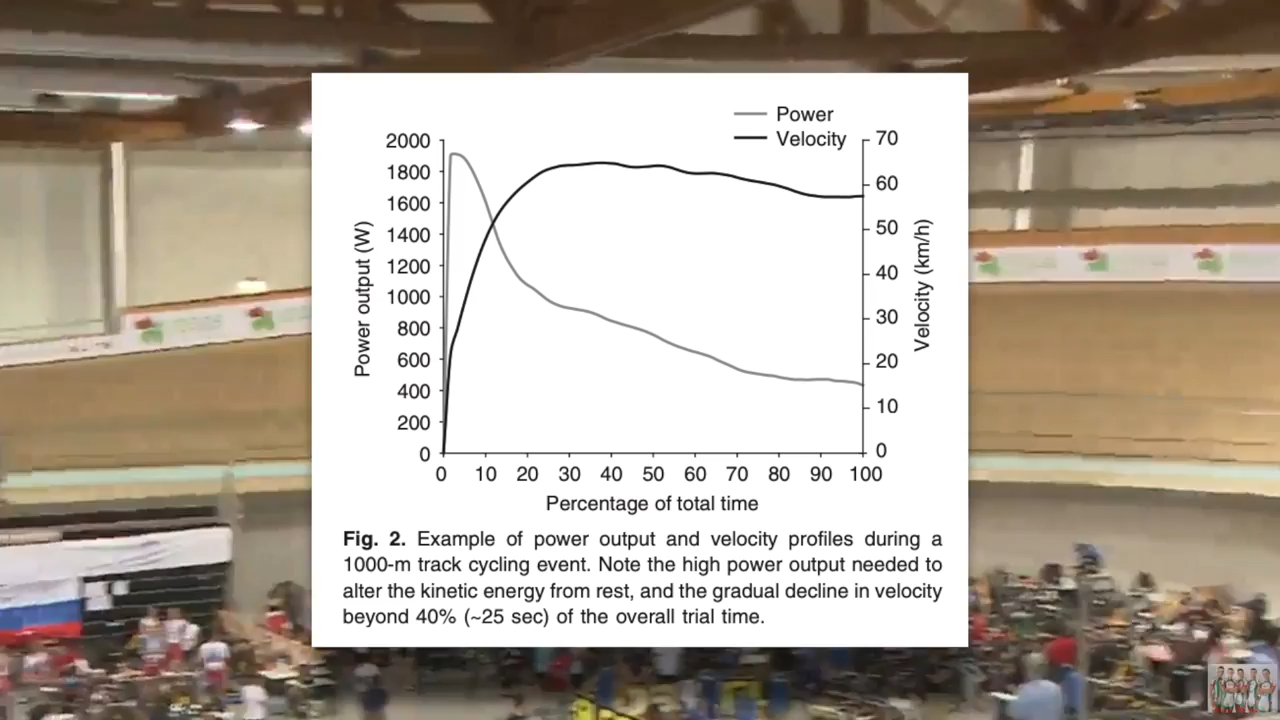 Power
Velocity
2000
1800
1600
1400
1200
1000
800
600
400
200
0
Power output (W)
70
60
50
40
30
20
10
0
Velocity (km/h)
0 10 20 30 40 50 60 70 80 90 100
Percentage of total time
Fig. 2. Example of power output and velocity profiles during a
1000-m track cycling event. Note the high power output needed to
alter the kinetic energy from rest, and the gradual decline in velocity
beyond 40% (~25 sec) of the overall trial time.